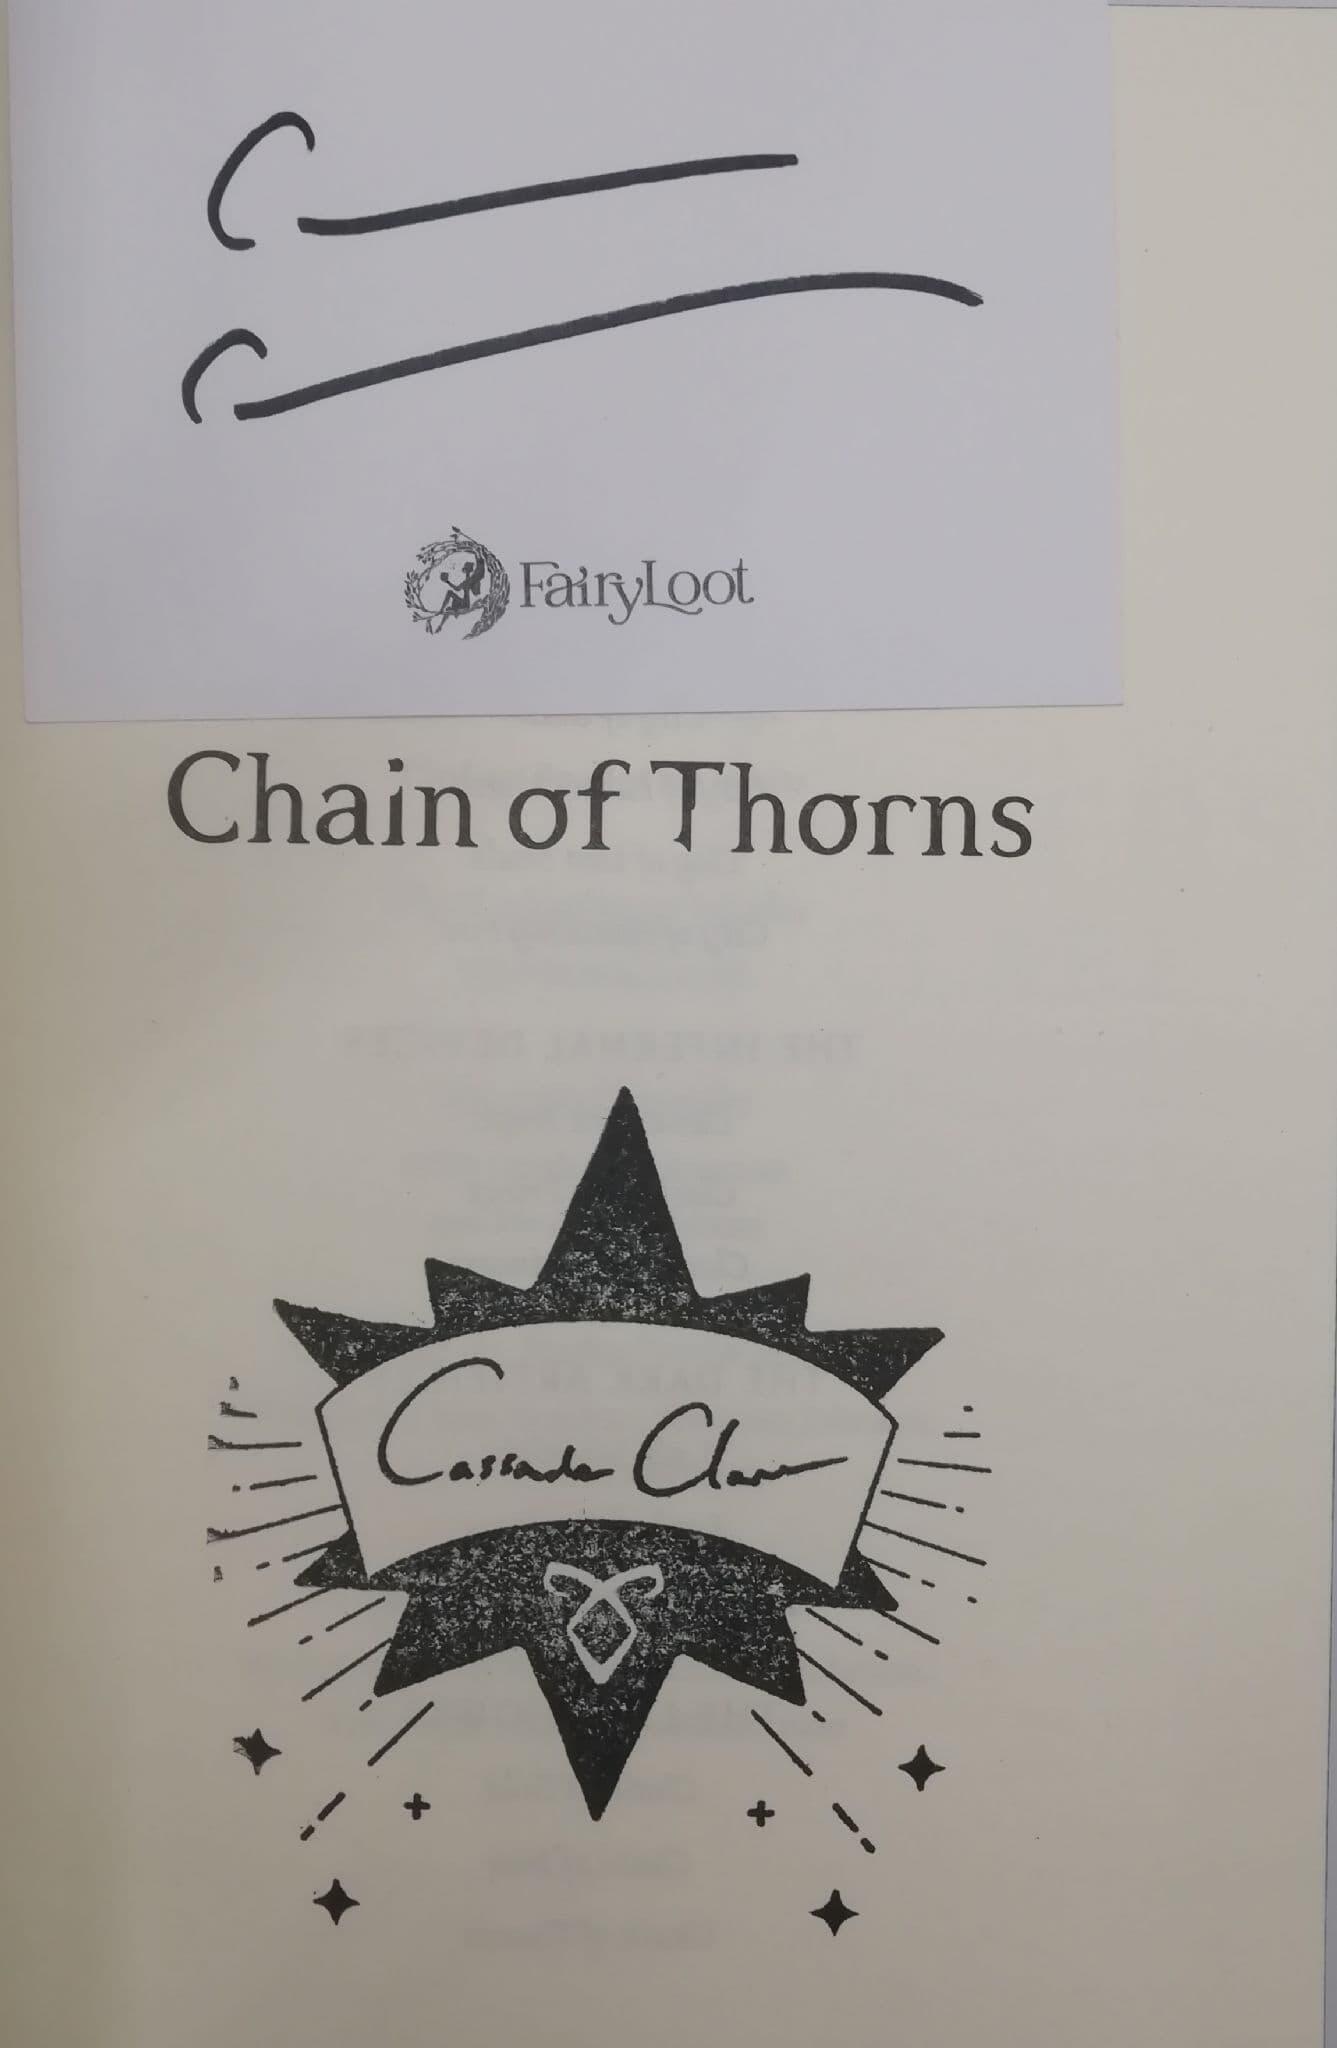 FairyLoot
Chain of Thorns
Cassandra Clare